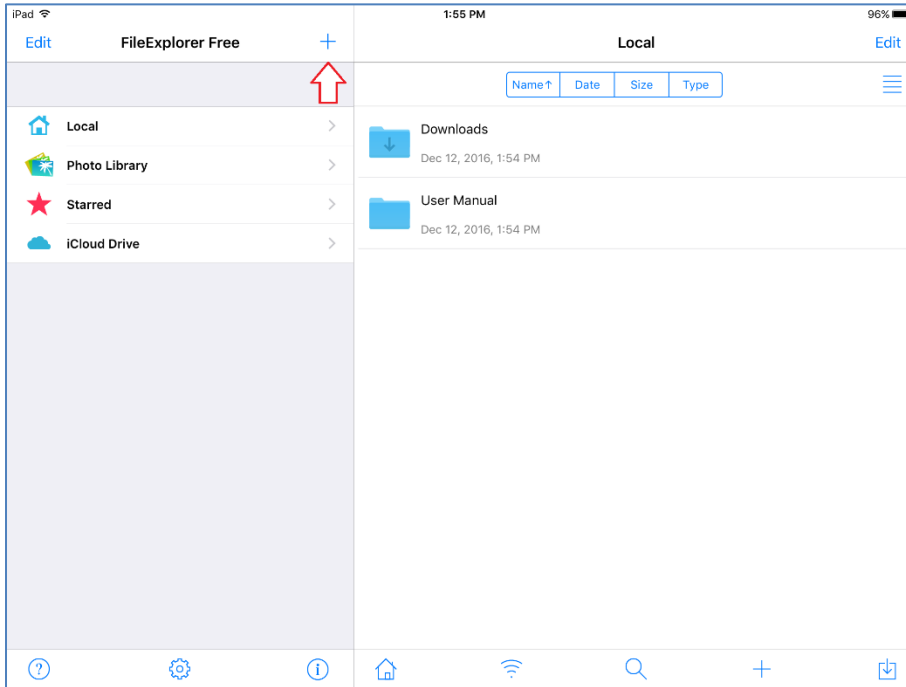 iPad 1:55 PM 96%
Edit FileExplorer Free + Local Edit
Name↑ Date Size Type
Local
Photo Library
Starred
iCloud Drive
Downloads
Dec 12, 2016, 1:54 PM
User Manual
Dec 12, 2016, 1:54 PM